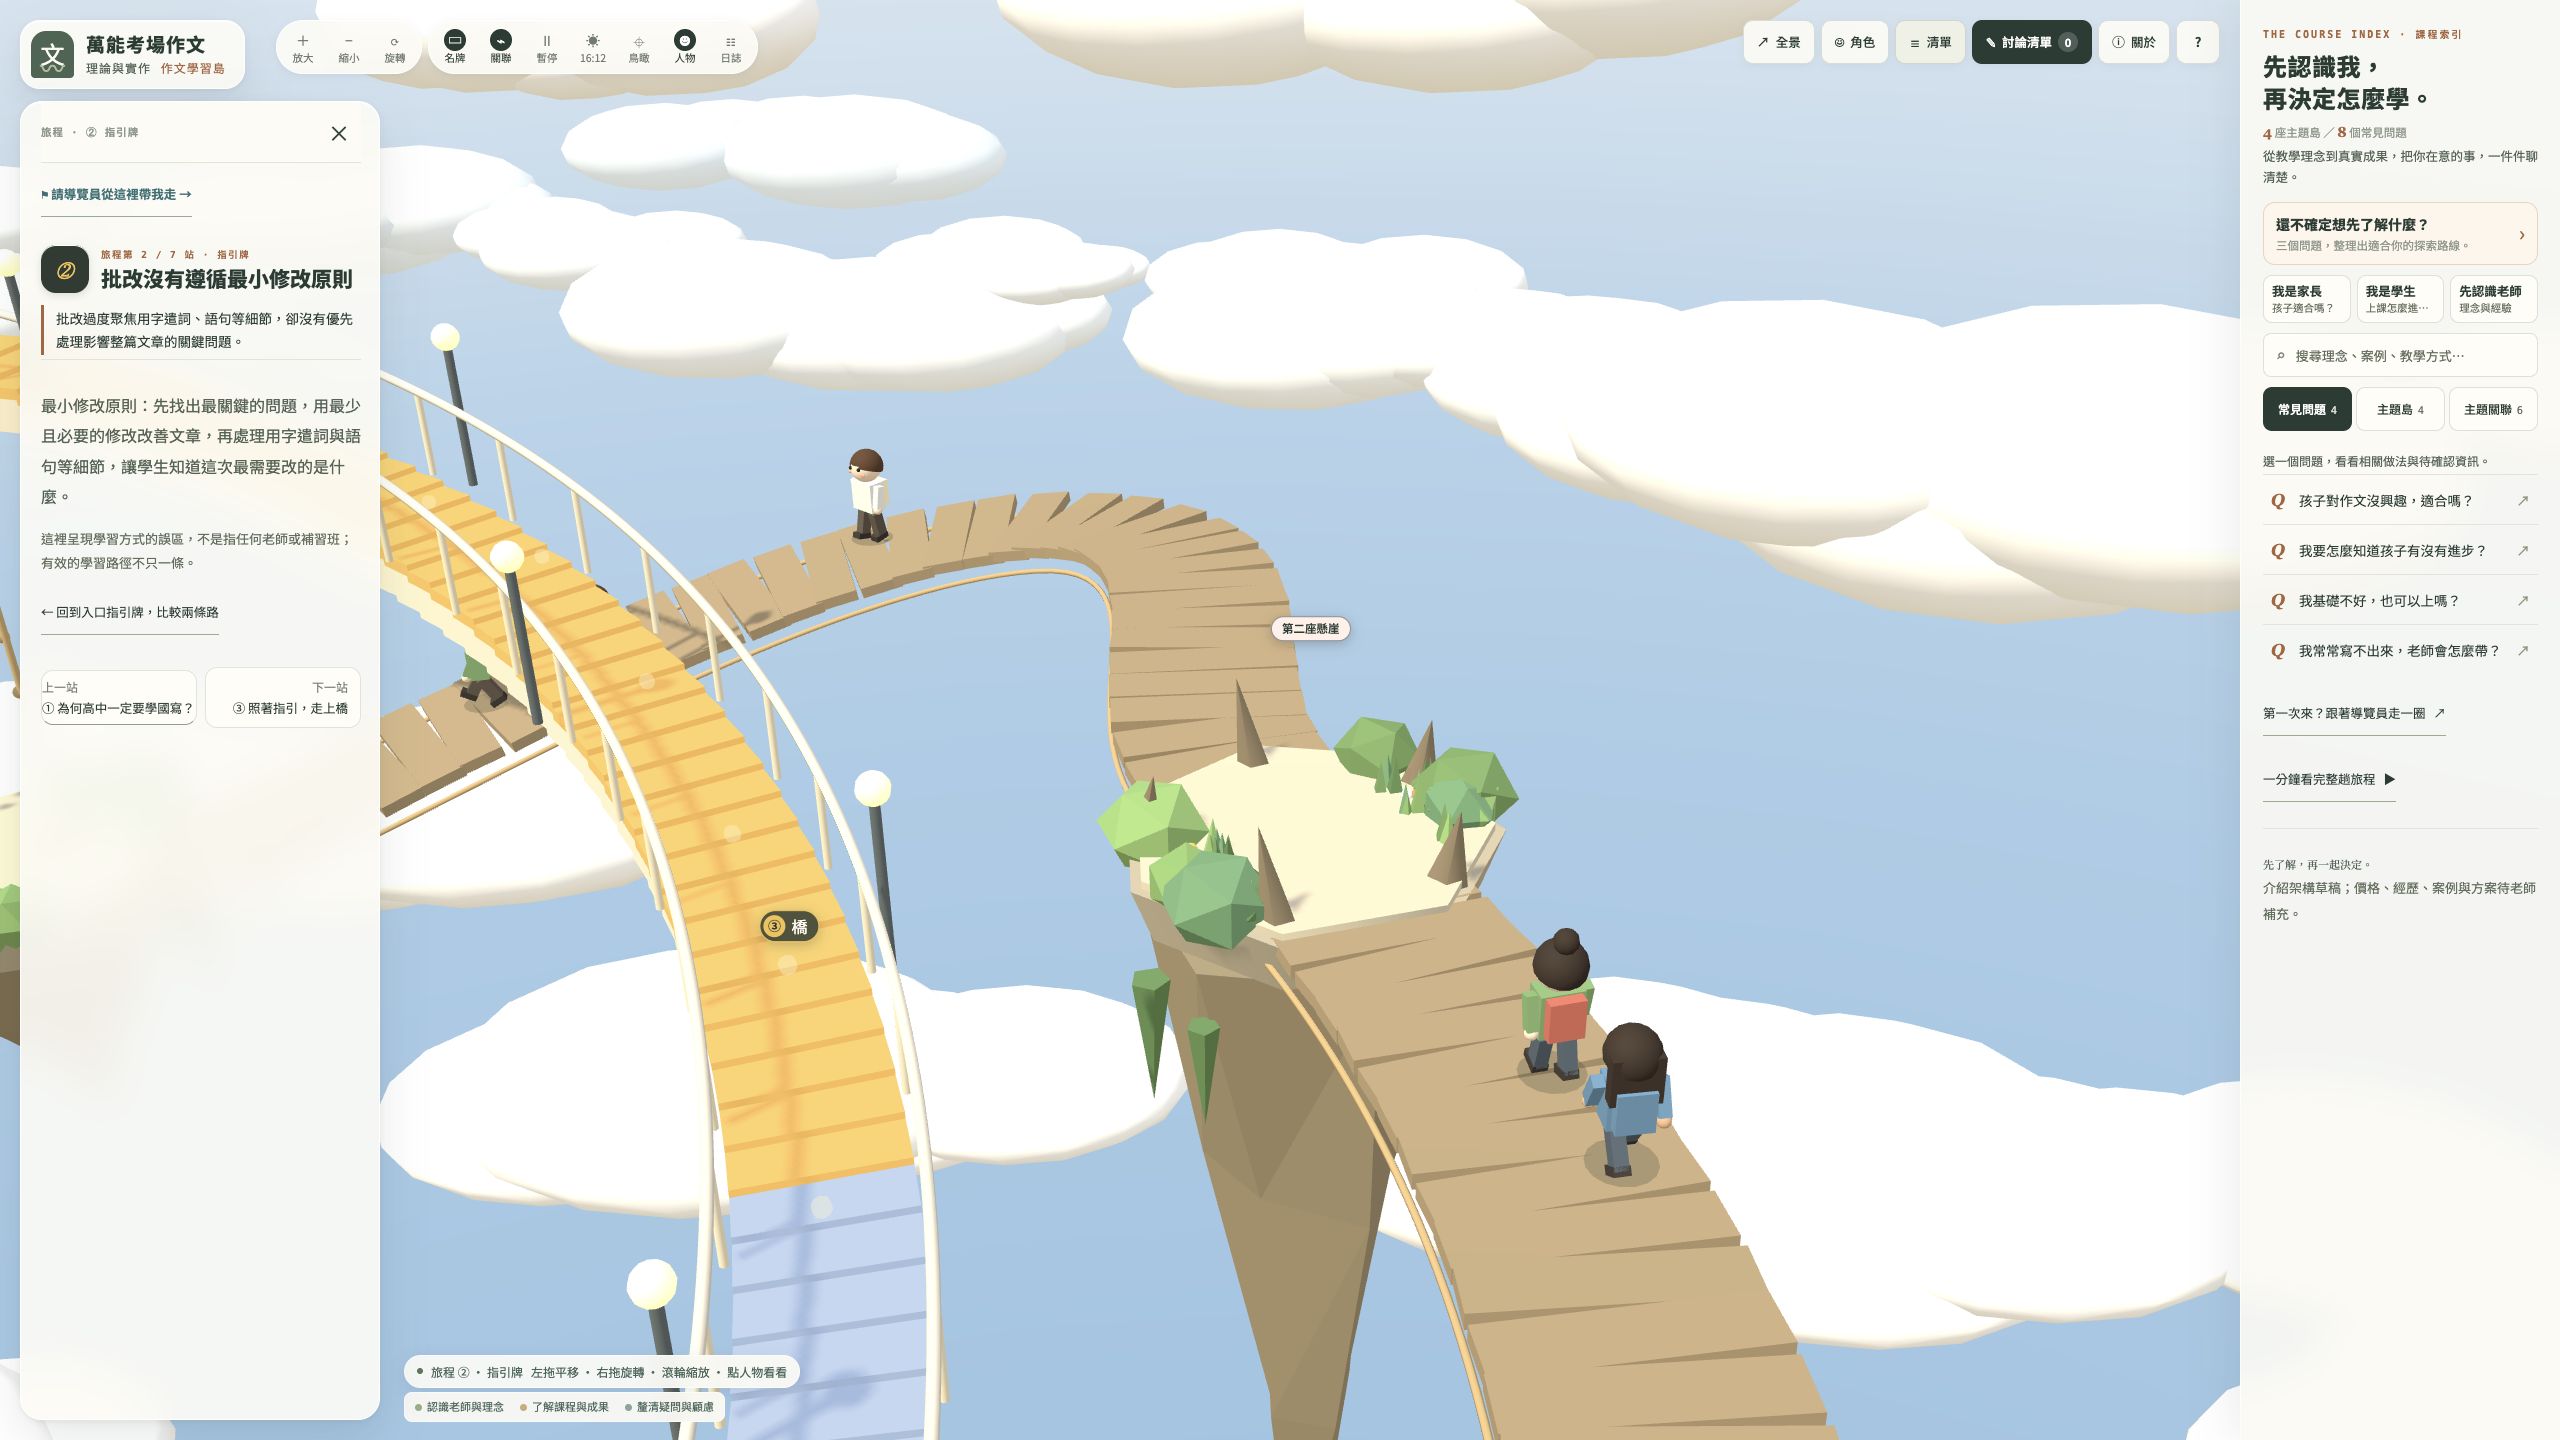 文
萬能考場作文
理論與實作 作文學習島
放大 縮小 旋轉
名牌 關聯 暫停 16:12 鳥瞰 人物 日誌
↗ 全景
角色
≡ 清單
✎ 討論清單 0
ⓘ 關於
?
旅程 · ② 指引牌
請導覽員從這裡帶我走 →
②
旅程第 2 / 7 站 · 指引牌
批改沒有遵循最小修改原則
批改過度聚焦用字遣詞、語句等細節，卻沒有優先
處理影響整篇文章的關鍵問題。
最小修改原則：先找出最關鍵的問題，用最少
且必要的修改改善文章，再處理用字遣詞與語
句等細節，讓學生知道這次最需要改的是什
麼。
這裡呈現學習方式的誤區，不是指任何老師或補習班；
有效的學習路徑不只一條。
← 回到入口指引牌，比較兩條路
上一站
① 為何高中一定要學國寫？
下一站
③ 照著指引，走上橋
第二座懸崖
③ 橋
旅程 ② · 指引牌 左拖平移 · 右拖旋轉 · 滾輪縮放 · 點人物看看
認識老師與理念 了解課程與成果 釐清疑問與顧慮
THE COURSE INDEX · 課程索引
先認識我，
再決定怎麼學。
4 座主題島 ／ 8 個常見問題
從教學理念到真實成果，把你在意的事，一件件聊
清楚。
還不確定想先了解什麼？
三個問題，整理出適合你的探索路線。
›
我是家長
孩子適合嗎？
我是學生
上課怎麼進…
先認識老師
理念與經驗
搜尋理念、案例、教學方式…
常見問題 4
主題島 4
主題關聯 6
選一個問題，看看相關做法與待確認資訊。
Q 孩子對作文沒興趣，適合嗎？ ↗
Q 我要怎麼知道孩子有沒有進步？ ↗
Q 我基礎不好，也可以上嗎？ ↗
Q 我常常寫不出來，老師會怎麼帶？ ↗
第一次來？跟著導覽員走一圈 ↗
一分鐘看完整趟旅程 ▶
先了解，再一起決定。
介紹架構草稿；價格、經歷、案例與方案待老師
補充。